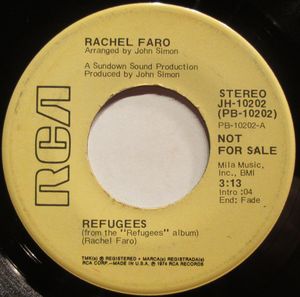 RACHEL FARO
Arranged by John Simon
A Sundown Sound Production
Produced by John Simon
STEREO
JH-10202
(PB-10202)
PB-10202-A
NOT
FOR SALE
Mila Music,
Inc., BMI
3:13
Intro :04
End: Fade
RCA
REFUGEES
(from the "Refugees" album)
(Rachel Faro)
TMK(s) ® REGISTERED • MARCA(s) REGISTRADA(s)
RCA CORP.—MADE IN U.S.A. ℗ 1974 RCA RECORDS